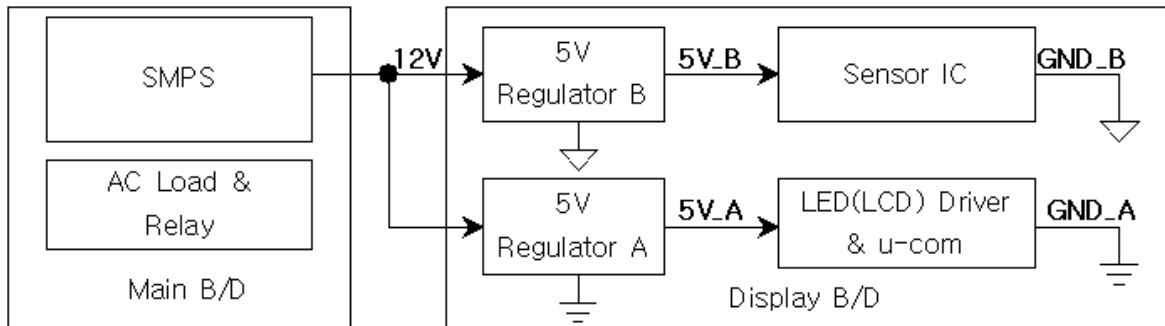 SMPS
AC Load &
Relay
Main B/D
12V
5V
Regulator B
5V_B
Sensor IC
GND_B
5V
Regulator A
5V_A
LED(LCD) Driver
& u-com
GND_A
Display B/D